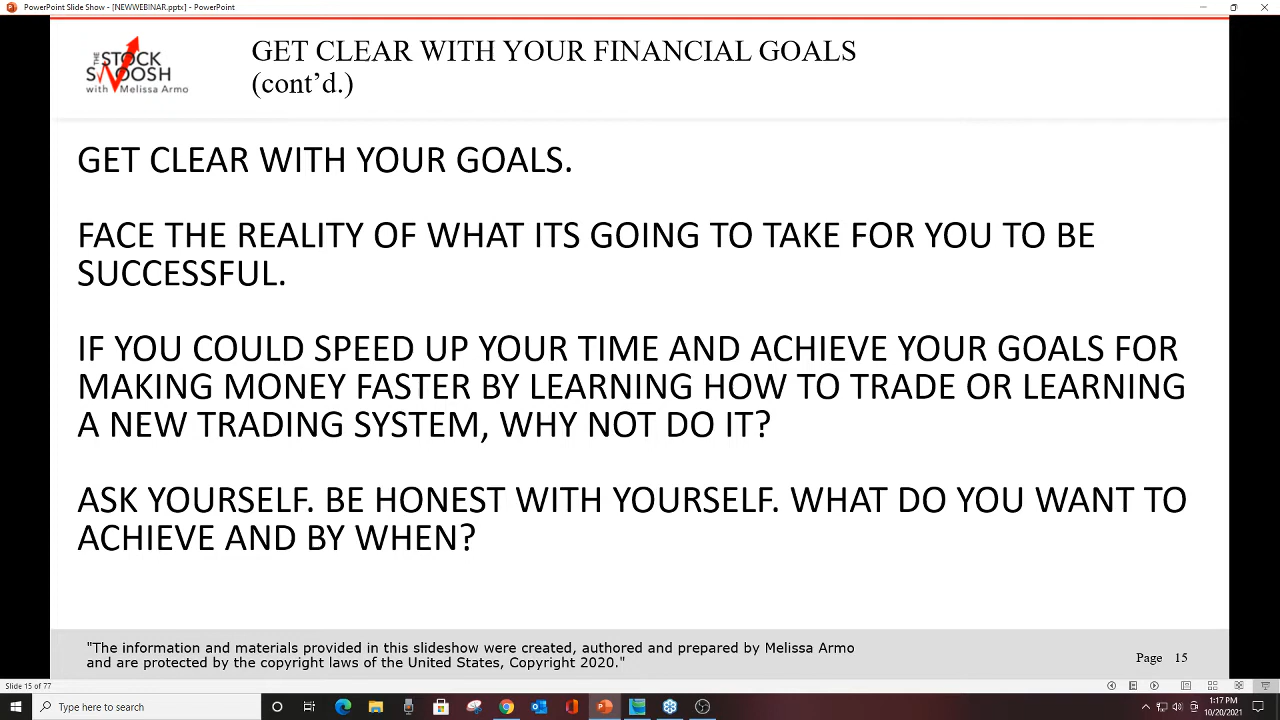 PowerPoint Slide Show - [NEWWEBINAR.pptx] - PowerPoint
THE
STOCK
SWOOSH
with Melissa Armo
GET CLEAR WITH YOUR FINANCIAL GOALS
(cont’d.)
GET CLEAR WITH YOUR GOALS.
FACE THE REALITY OF WHAT ITS GOING TO TAKE FOR YOU TO BE
SUCCESSFUL.
IF YOU COULD SPEED UP YOUR TIME AND ACHIEVE YOUR GOALS FOR
MAKING MONEY FASTER BY LEARNING HOW TO TRADE OR LEARNING
A NEW TRADING SYSTEM, WHY NOT DO IT?
ASK YOURSELF. BE HONEST WITH YOURSELF. WHAT DO YOU WANT TO
ACHIEVE AND BY WHEN?
"The information and materials provided in this slideshow were created, authored and prepared by Melissa Armo
and are protected by the copyright laws of the United States, Copyright 2020."
Page 15
Slide 15 of 77
Type here to search
1:17 PM
10/20/2021